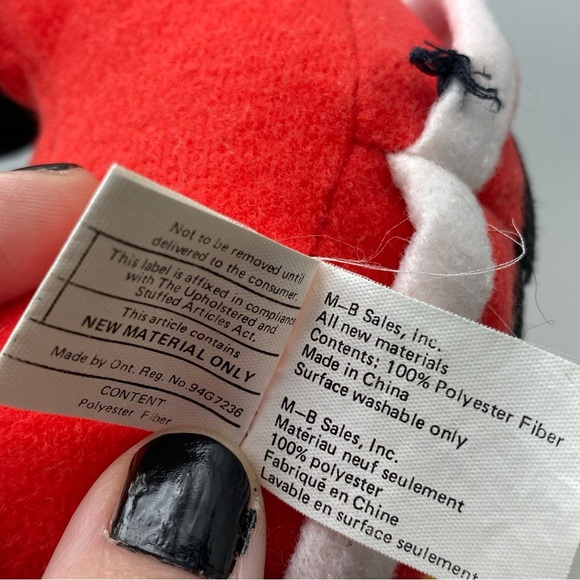 Not to be removed until
delivered to the consumer.
This label is affixed in compliance
with The Upholstered and
Stuffed Articles Act.
This article contains
NEW MATERIAL ONLY
Made by Ont. Reg. No. 94G7236
CONTENT
Polyester Fiber
M-B Sales, inc.
All new materials
Contents: 100% Polyester Fiber
Made in China
Surface washable only
M-B Sales, Inc.
Matériau neuf seulement
100% polyester
Fabriqué en Chine
Lavable en surface seulement